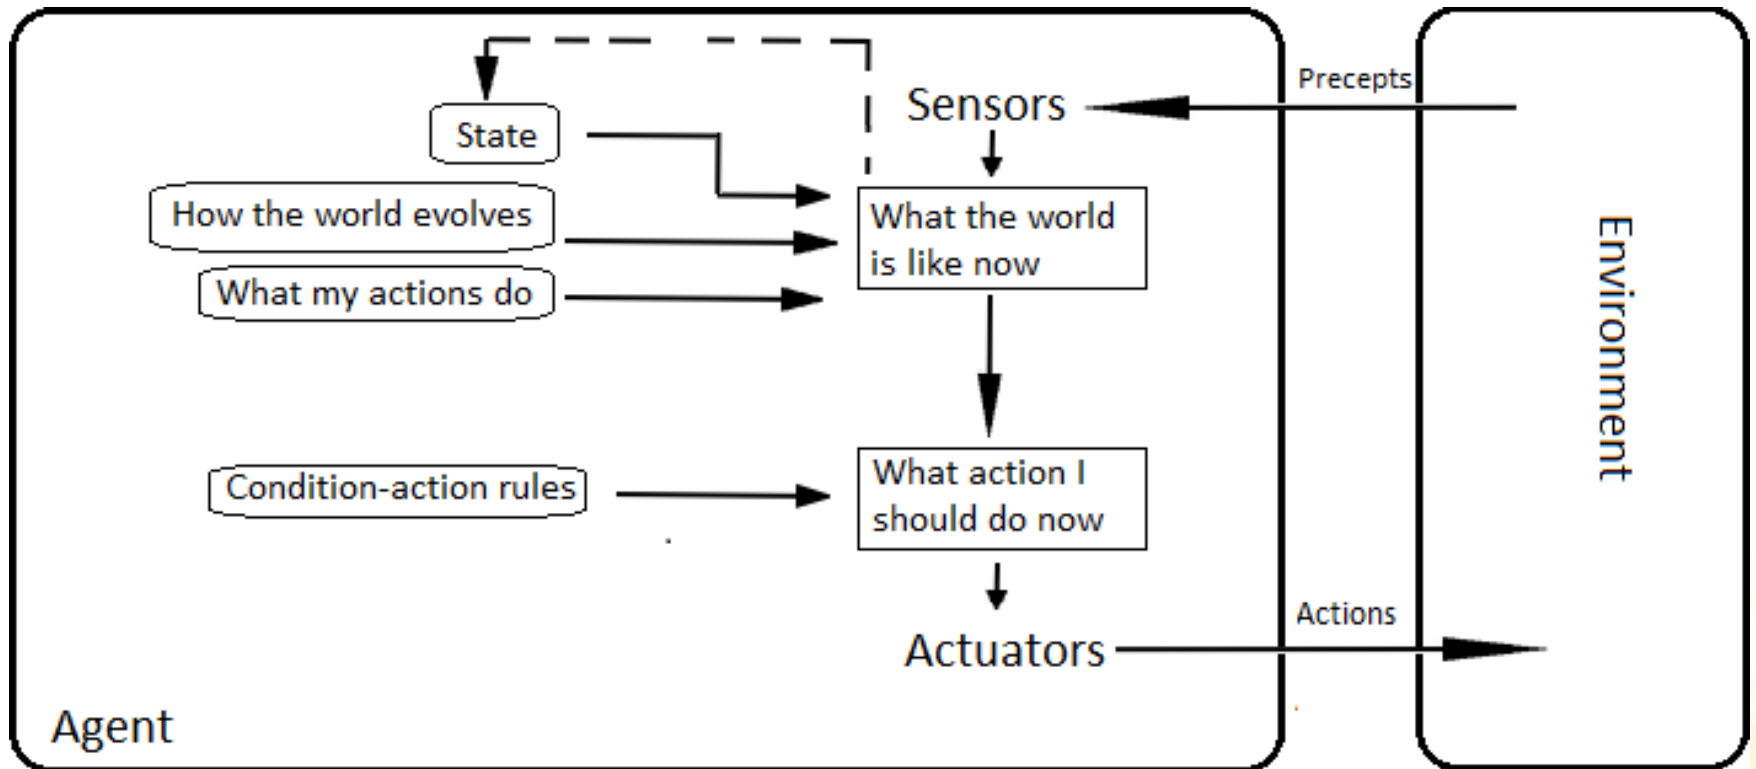 Precepts
Sensors
State
How the world evolves
What the world
is like now
What my actions do
Environment
Condition-action rules
What action I
should do now
Actions
Actuators
Agent